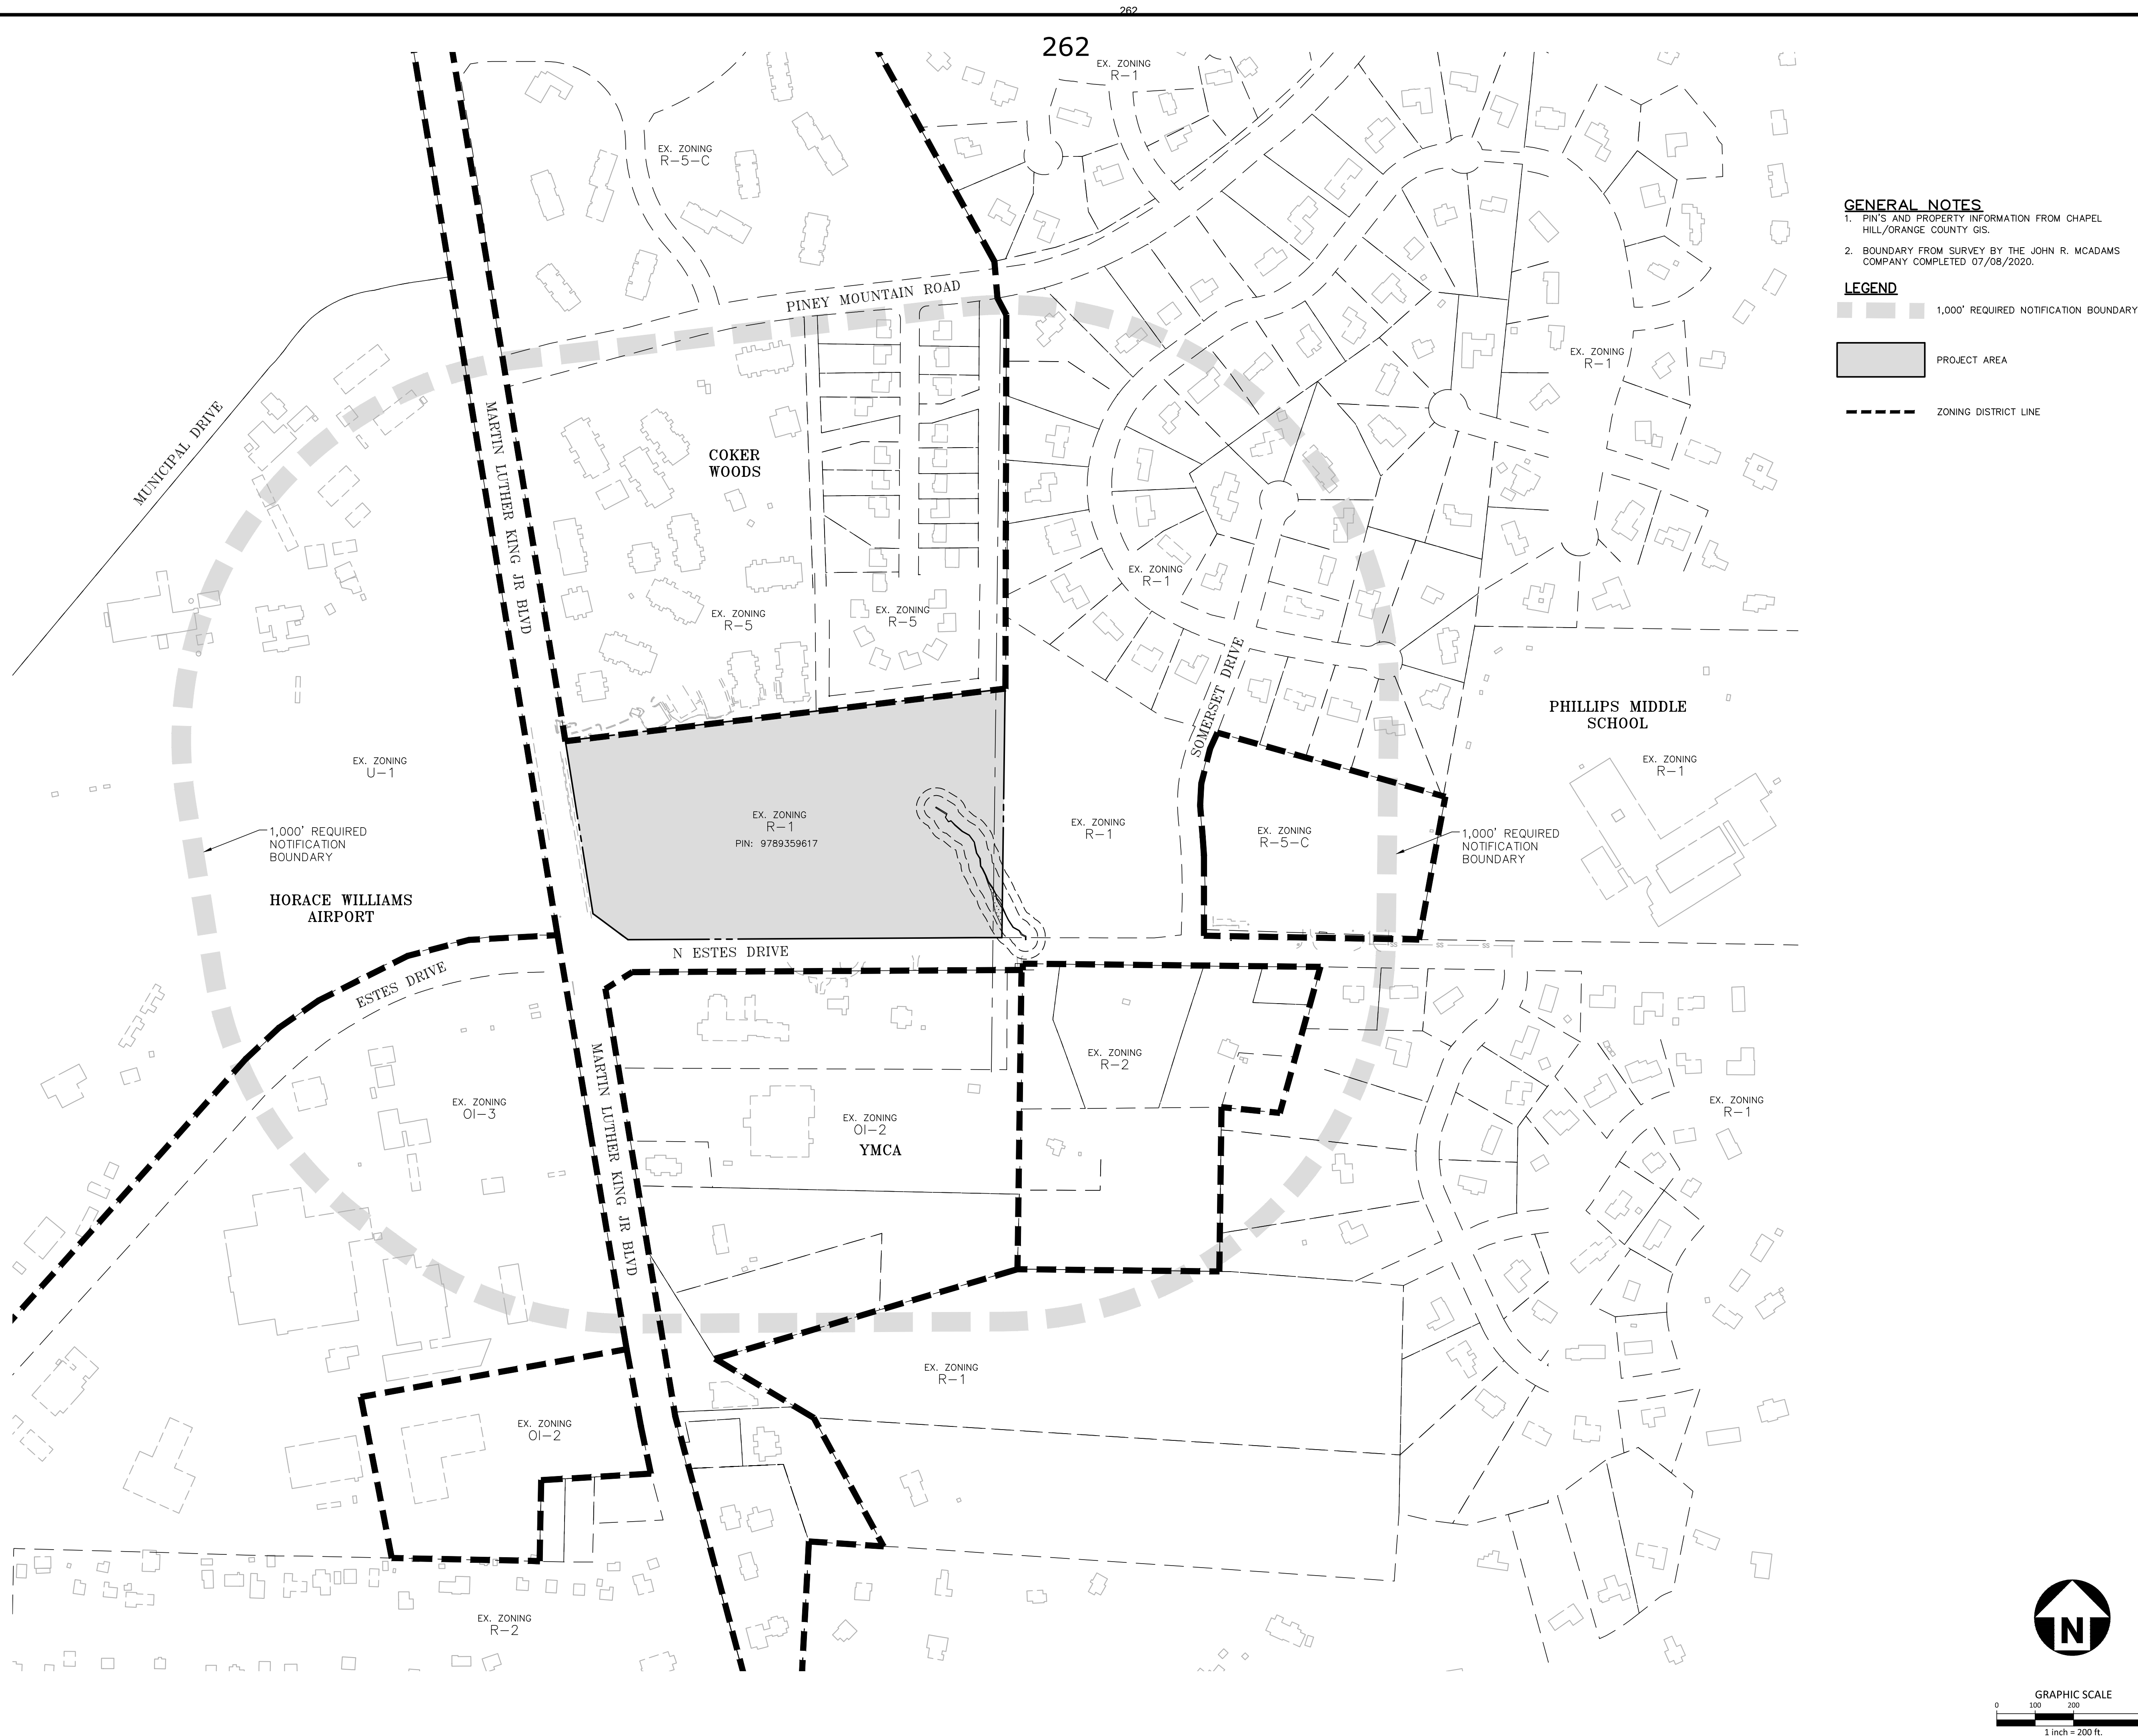 262
262
EX. ZONING
R-1
EX. ZONING
R-5-C
GENERAL NOTES
1. PIN'S AND PROPERTY INFORMATION FROM CHAPEL
HILL/ORANGE COUNTY GIS.
2. BOUNDARY FROM SURVEY BY THE JOHN R. MCADAMS
COMPANY COMPLETED 07/08/2020.
LEGEND
1,000' REQUIRED NOTIFICATION BOUNDARY
PROJECT AREA
ZONING DISTRICT LINE
PINEY MOUNTAIN ROAD
EX. ZONING
R-1
MUNICIPAL DRIVE
MARTIN LUTHER KING JR BLVD
COKER
WOODS
EX. ZONING
R-1
EX. ZONING
R-5
EX. ZONING
R-5
SOMERSET DRIVE
PHILLIPS MIDDLE
SCHOOL
EX. ZONING
R-1
EX. ZONING
U-1
EX. ZONING
R-1
PIN: 9789359617
EX. ZONING
R-1
EX. ZONING
R-5-C
1,000' REQUIRED
NOTIFICATION
BOUNDARY
1,000' REQUIRED
NOTIFICATION
BOUNDARY
HORACE WILLIAMS
AIRPORT
N ESTES DRIVE
SS SS SS
ESTES DRIVE
MARTIN LUTHER KING JR BLVD
EX. ZONING
R-2
EX. ZONING
OI-3
EX. ZONING
OI-2
YMCA
EX. ZONING
R-1
EX. ZONING
R-1
EX. ZONING
OI-2
EX. ZONING
R-2
N
GRAPHIC SCALE
0 100 200
1 inch = 200 ft.